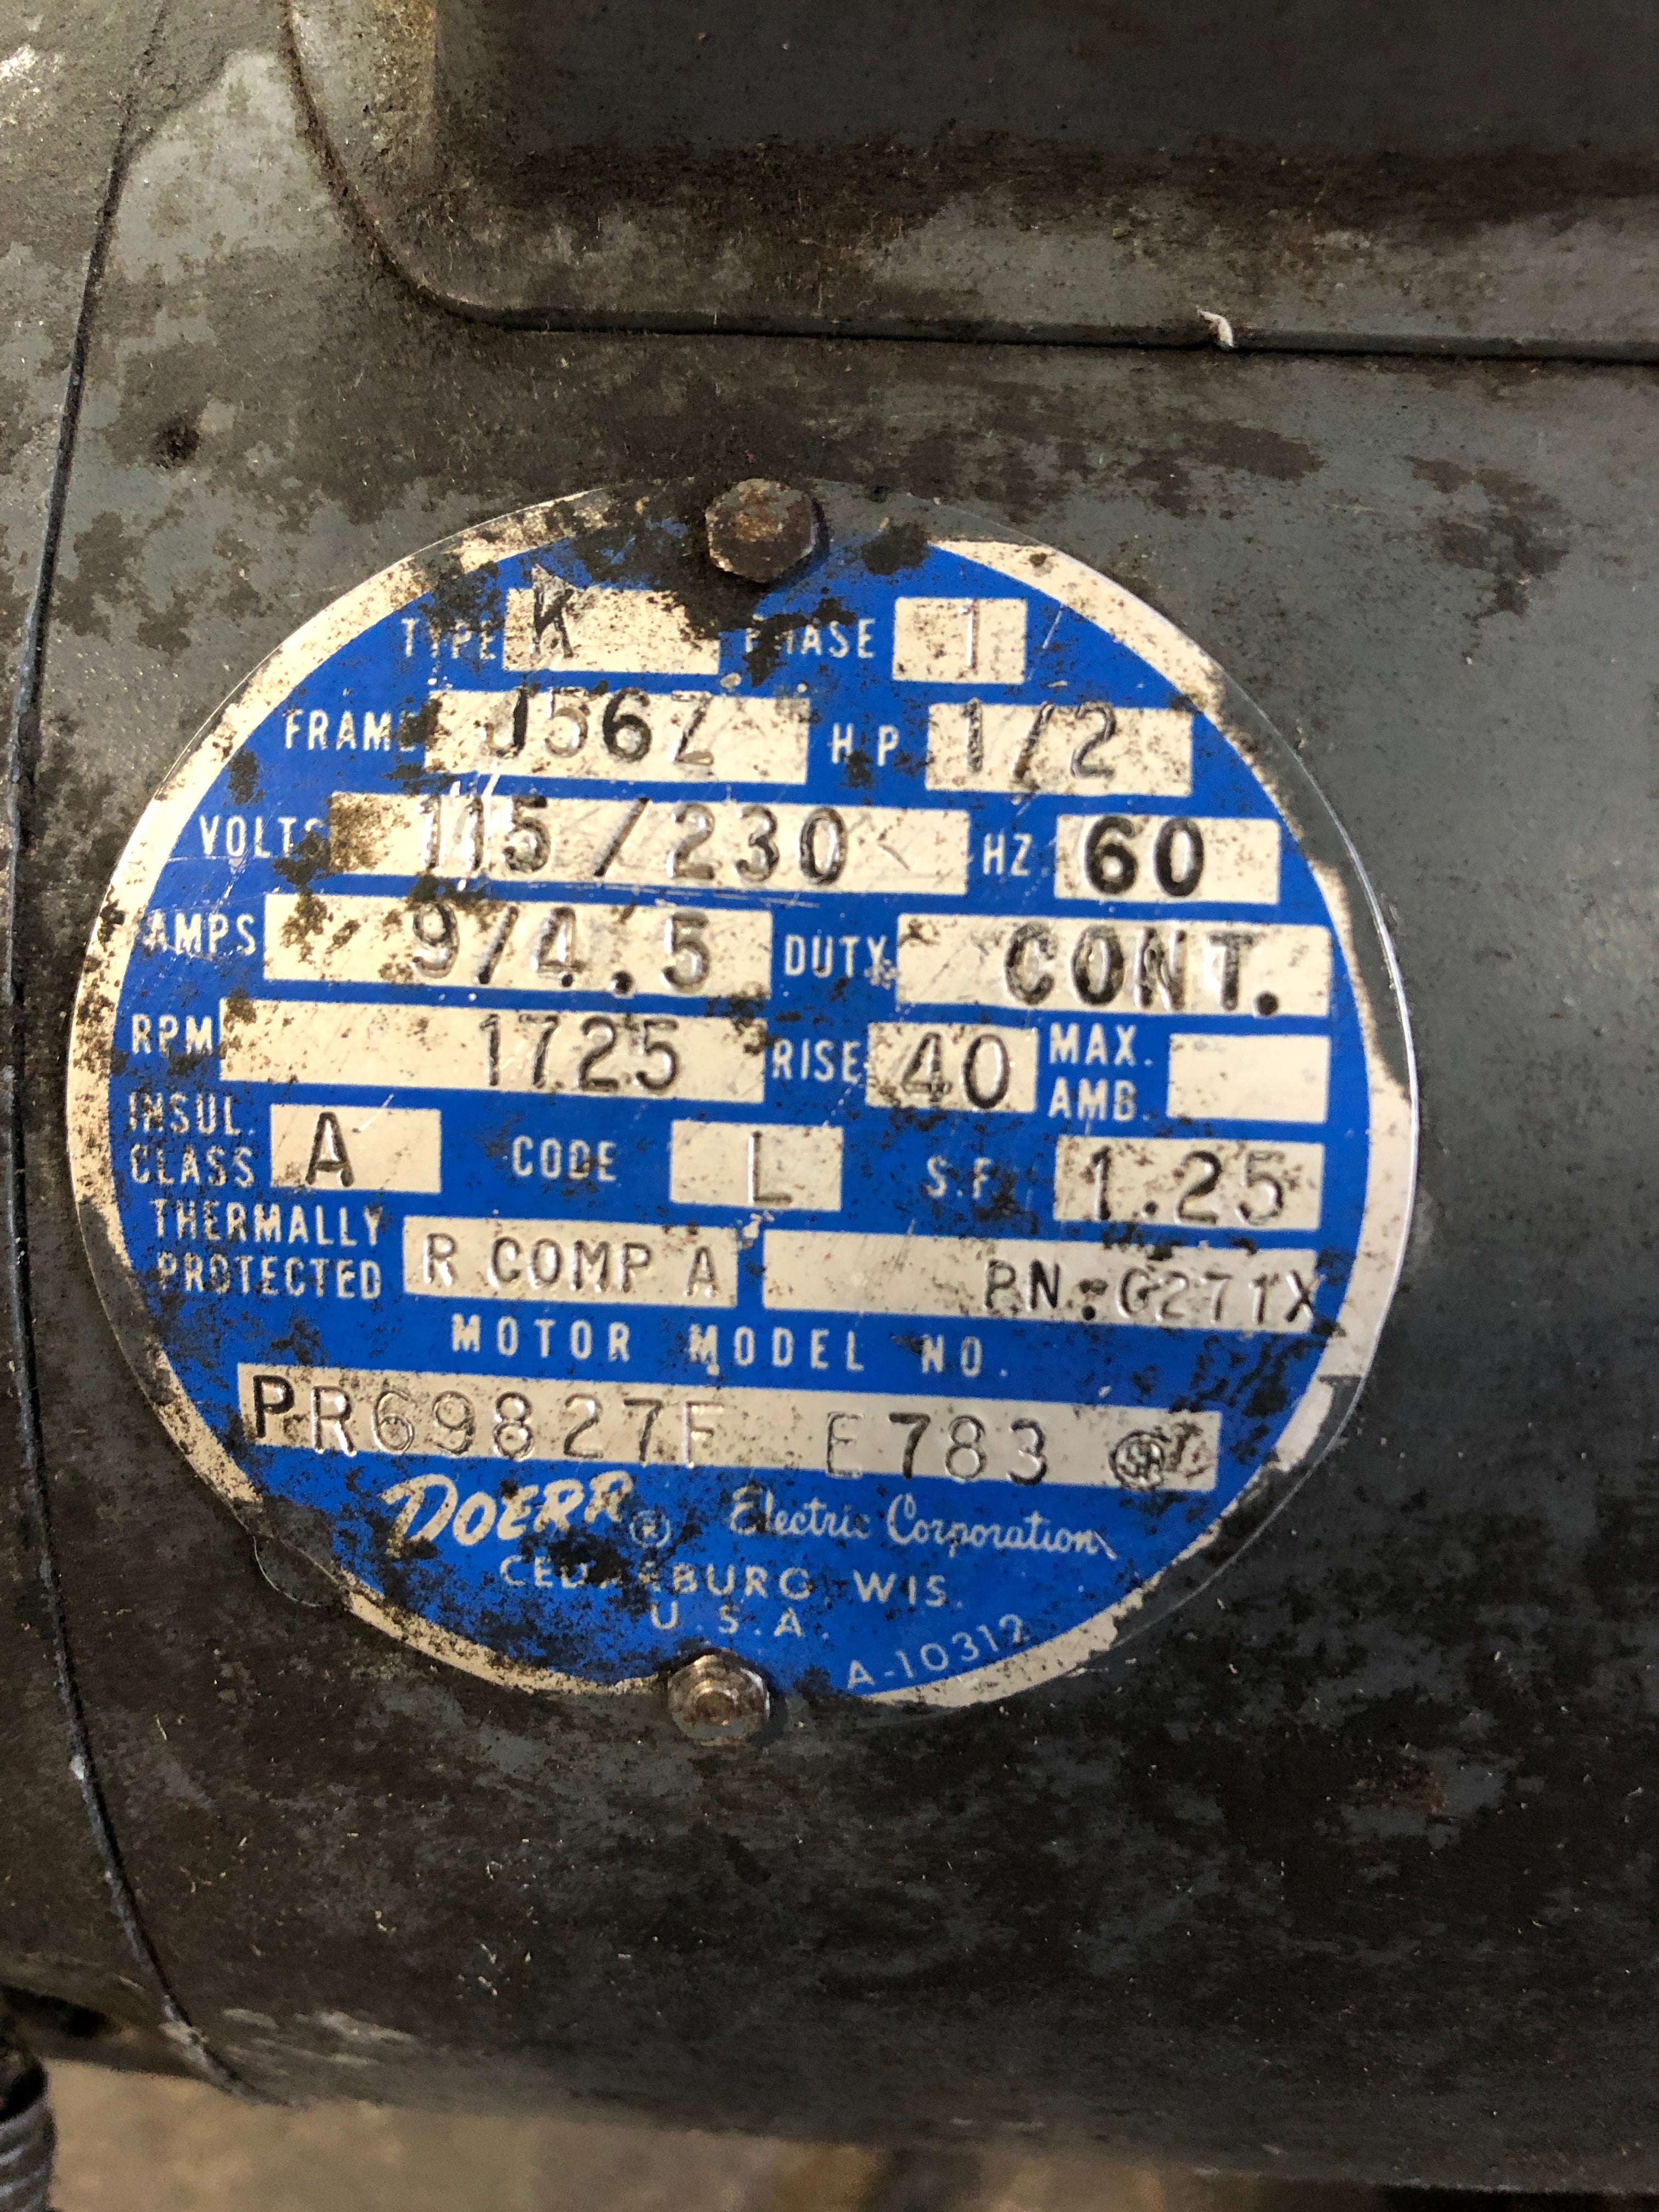 TYPE K PHASE 1
FRAME J56Z HP 1/2
VOLTS 115/230 HZ 60
AMPS 9/4.5 DUTY CONT.
RPM 1725 RISE 40 MAX. AMB.
INSUL. CLASS A CODE L S.F. 1.25
THERMALLY PROTECTED R COMP A P.N.:G271X
MOTOR MODEL NO.
PR69827F E783 SA
DOERR ® Electric Corporation
CEDARBURG, WIS.
U.S.A.
A-10312